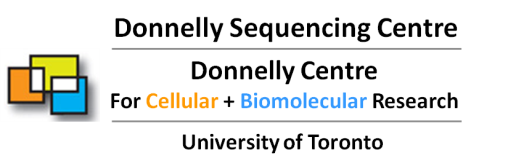 Donnelly Sequencing Centre
Donnelly Centre
For Cellular + Biomolecular Research
University of Toronto